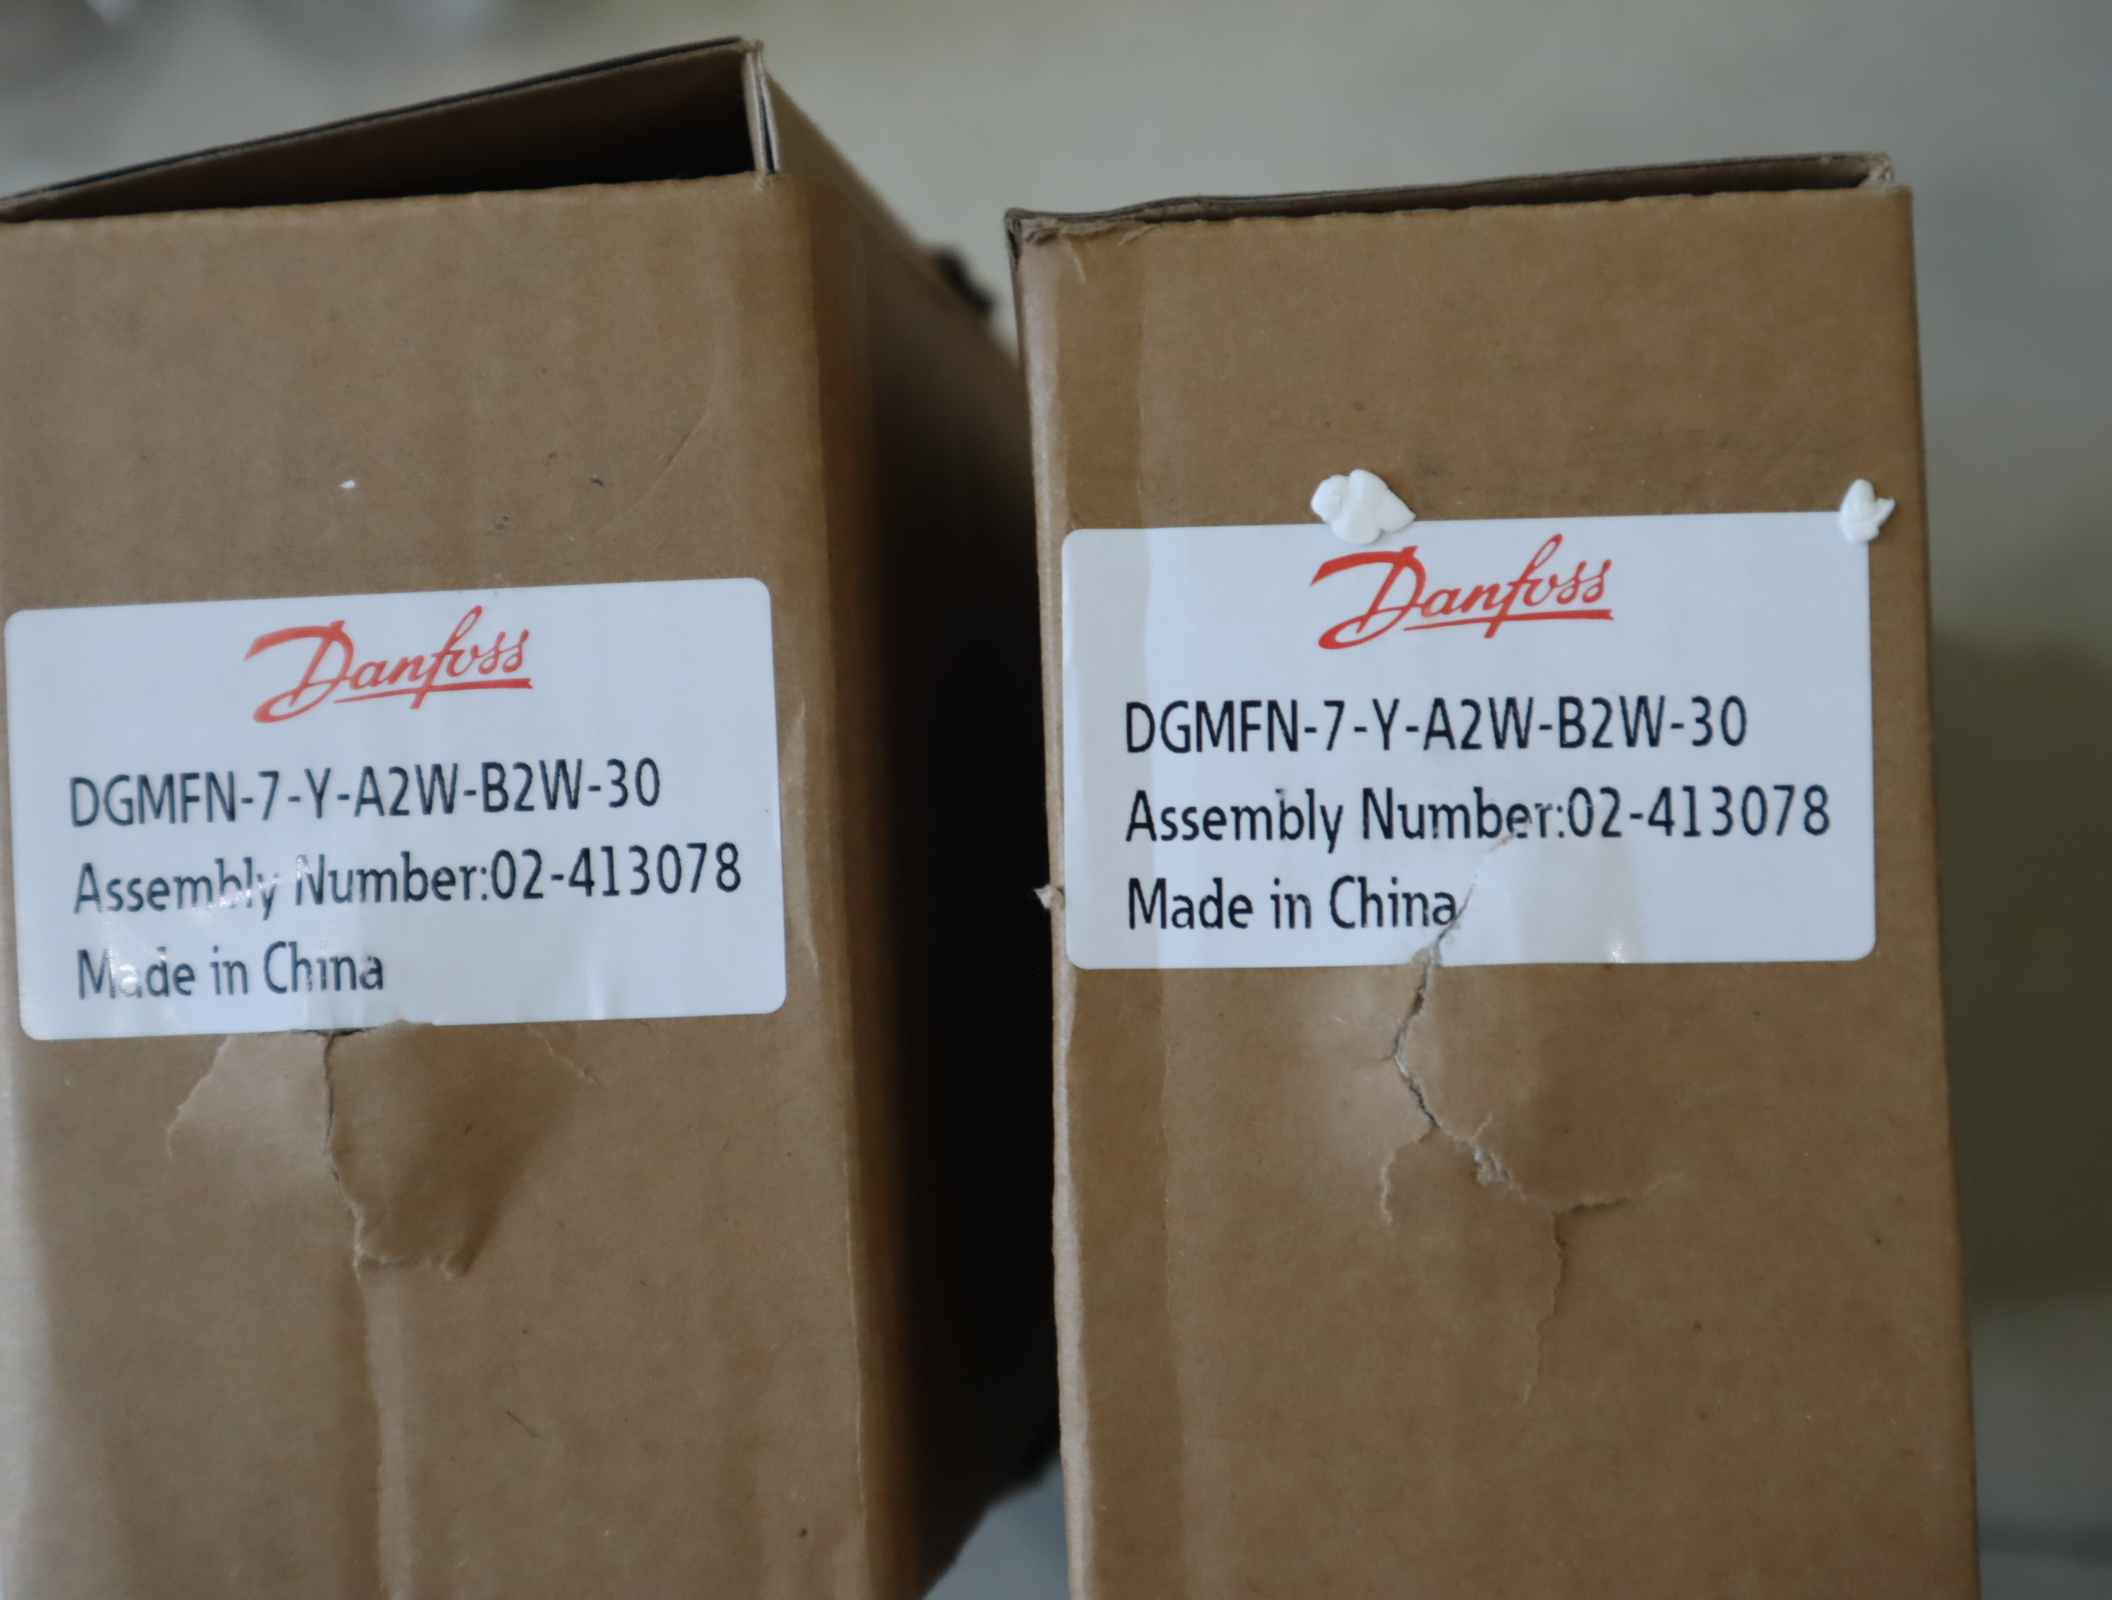 Danfoss
DGMFN-7-Y-A2W-B2W-30
Assembly Number:02-413078
Made in China
Danfoss
DGMFN-7-Y-A2W-B2W-30
Assembly Number:02-413078
Made in China